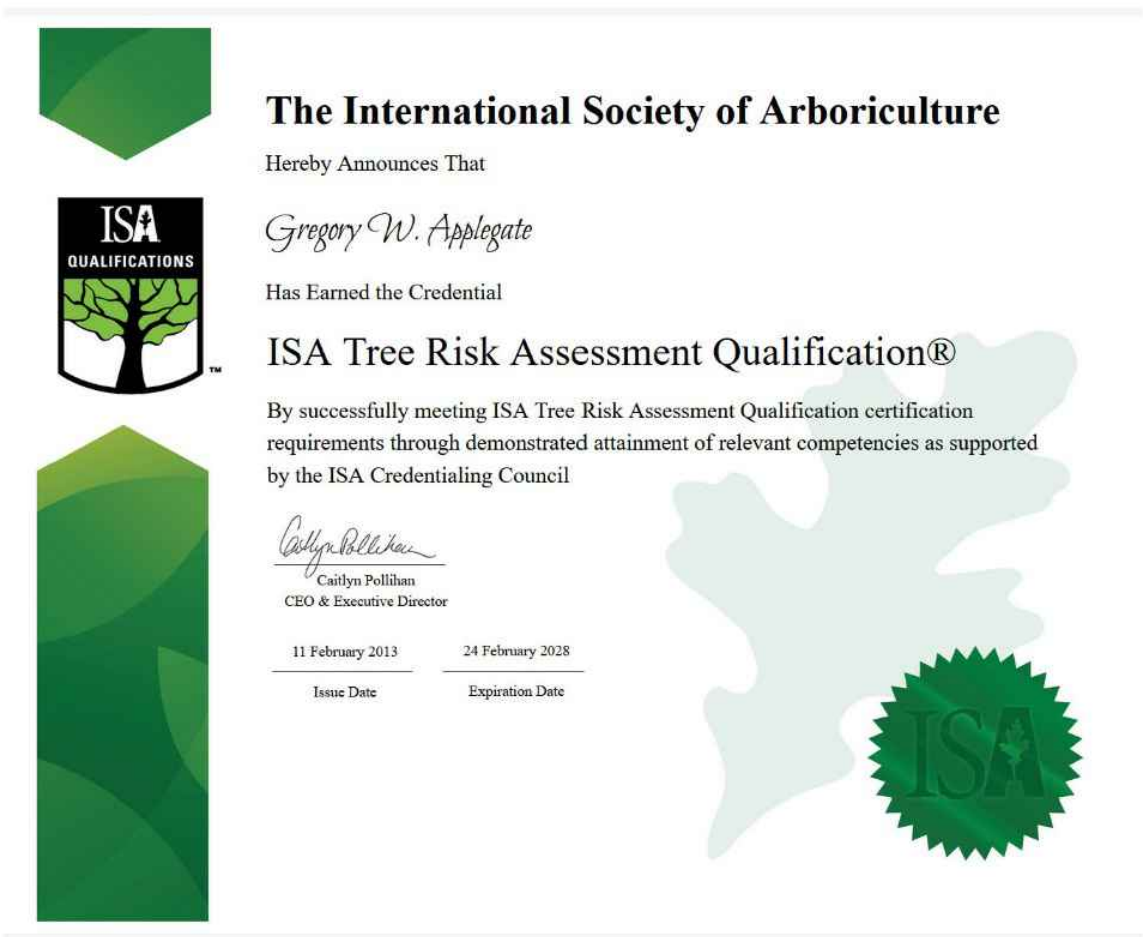 The International Society of Arboriculture
Hereby Announces That
Gregory W. Applegate
Has Earned the Credential
ISA Tree Risk Assessment Qualification®
By successfully meeting ISA Tree Risk Assessment Qualification certification
requirements through demonstrated attainment of relevant competencies as supported
by the ISA Credentialing Council
ISA
QUALIFICATIONS
TM
Caitlyn Pollihan
Caitlyn Pollihan
CEO & Executive Director
11 February 2013
24 February 2028
Issue Date
Expiration Date
ISA